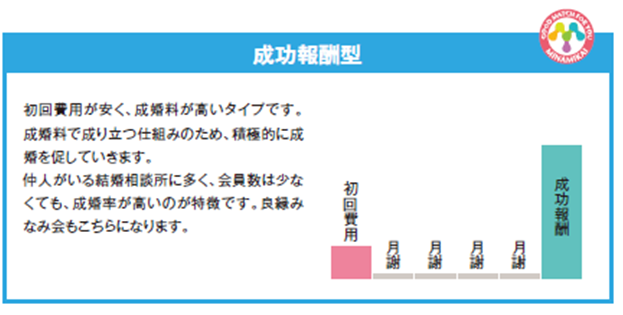 GOOD MATCH FOR YOU
MINAMIKAI
成功報酬型
初回費用が安く、成婚料が高いタイプです。
成婚料で成り立つ仕組みのため、積極的に成
婚を促していきます。
仲人がいる結婚相談所に多く、会員数は少な
くても、成婚率が高いのが特徴です。良縁み
なみ会もこちらになります。
初回費用
月謝
月謝
月謝
月謝
成功報酬